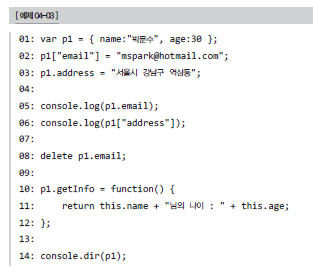 [예제 04-03]
01: var p1 = { name:"박문수", age:30 };
02: p1["email"] = "mspark@hotmail.com";
03: p1.address = "서울시 강남구 역삼동";
04:
05: console.log(p1.email);
06: console.log(p1["address"]);
07:
08: delete p1.email;
09:
10: p1.getInfo = function() {
11:     return this.name + "님의 나이 : " + this.age;
12: };
13:
14: console.dir(p1);